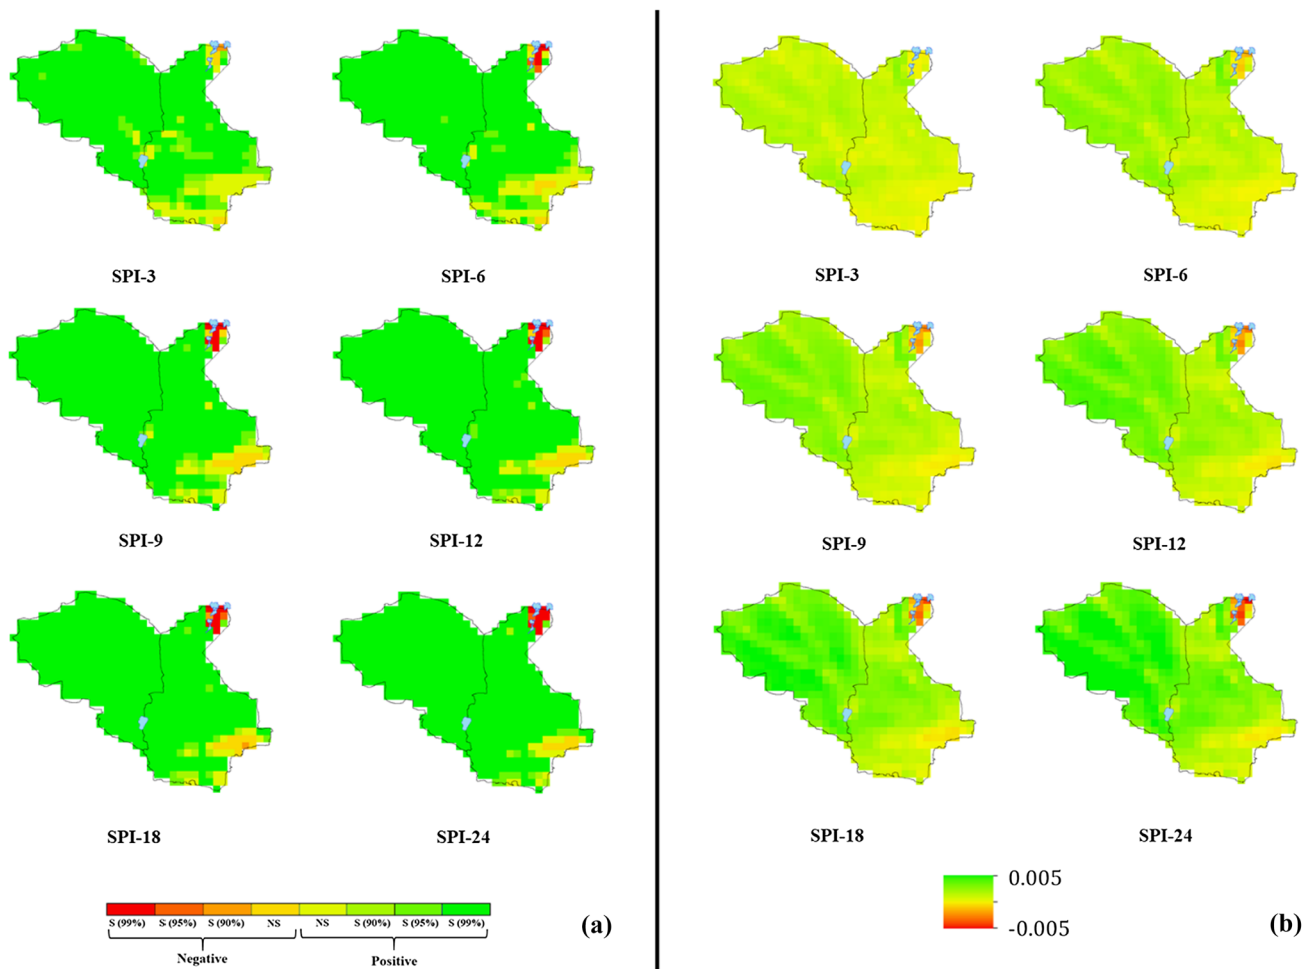 SPI-3
SPI-6
SPI-9
SPI-12
SPI-18
SPI-24
S (99%) S (95%) S (90%) NS NS S (90%) S (95%) S (99%)
Negative Positive
(a)
SPI-3
SPI-6
SPI-9
SPI-12
SPI-18
SPI-24
0.005
-0.005
(b)